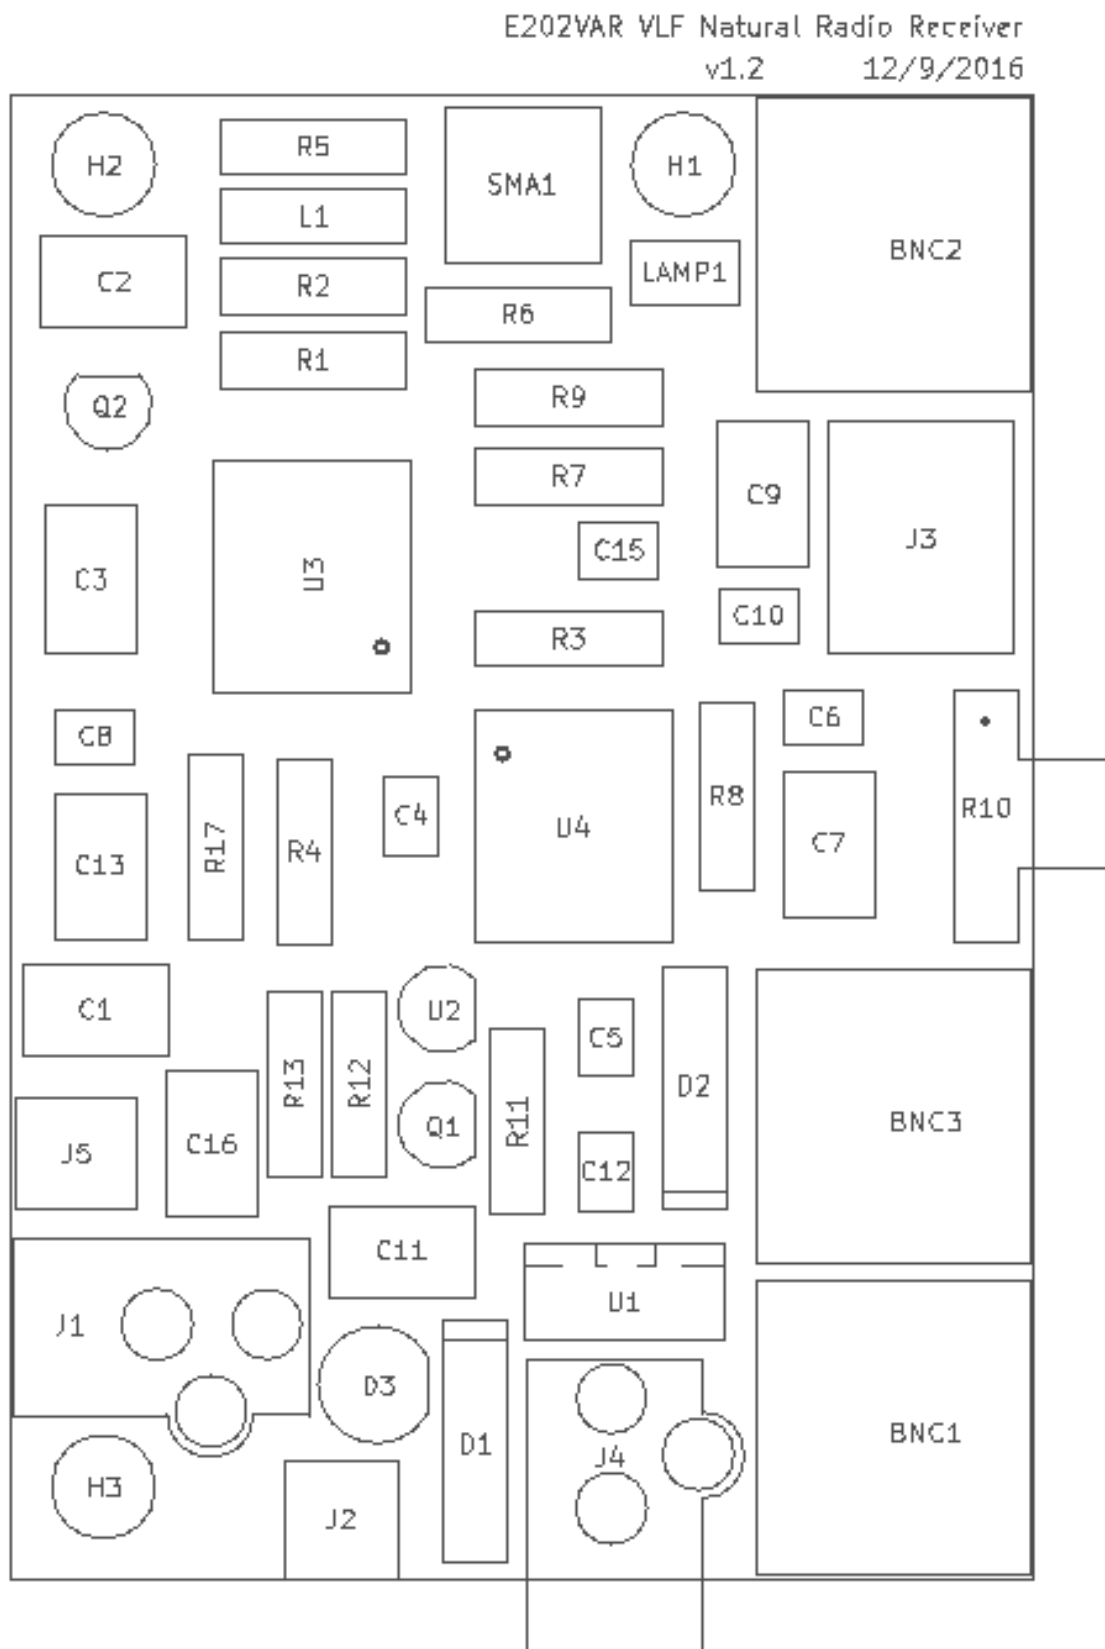 E202VAR VLF Natural Radio Receiver
v1.2 12/9/2016
H2
R5
SMA1
H1
BNC2
L1
C2
R2
LAMP1
R6
R1
Q2
R9
R7
C9
U3
C15
J3
C3
C10
R3
C8
C6
R17
R4
C4
U4
R8
C7
R10
C13
C1
U2
C5
R13
R12
Q1
R11
D2
BNC3
J5
C16
C12
C11
J1
U1
D3
D1
J4
BNC1
H3
J2